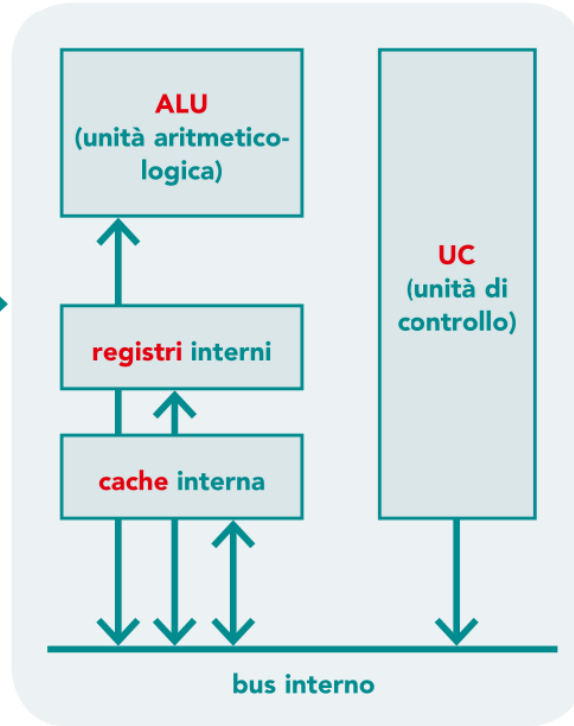 ALU
(unità aritmetico-
logica)
UC
(unità di
controllo)
registri interni
cache interna
bus interno